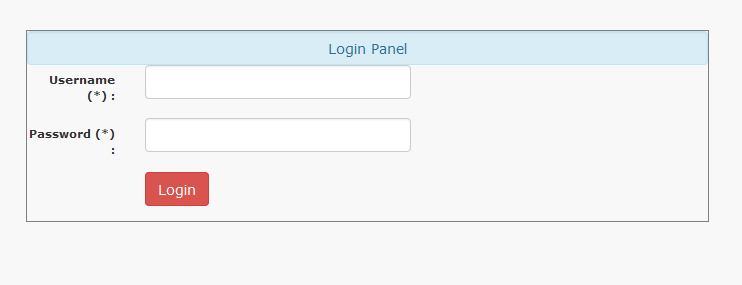 Login Panel
Username
(*) :
Password (*)
:
Login